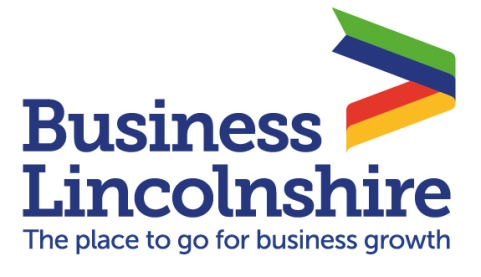 Business
Lincolnshire
The place to go for business growth